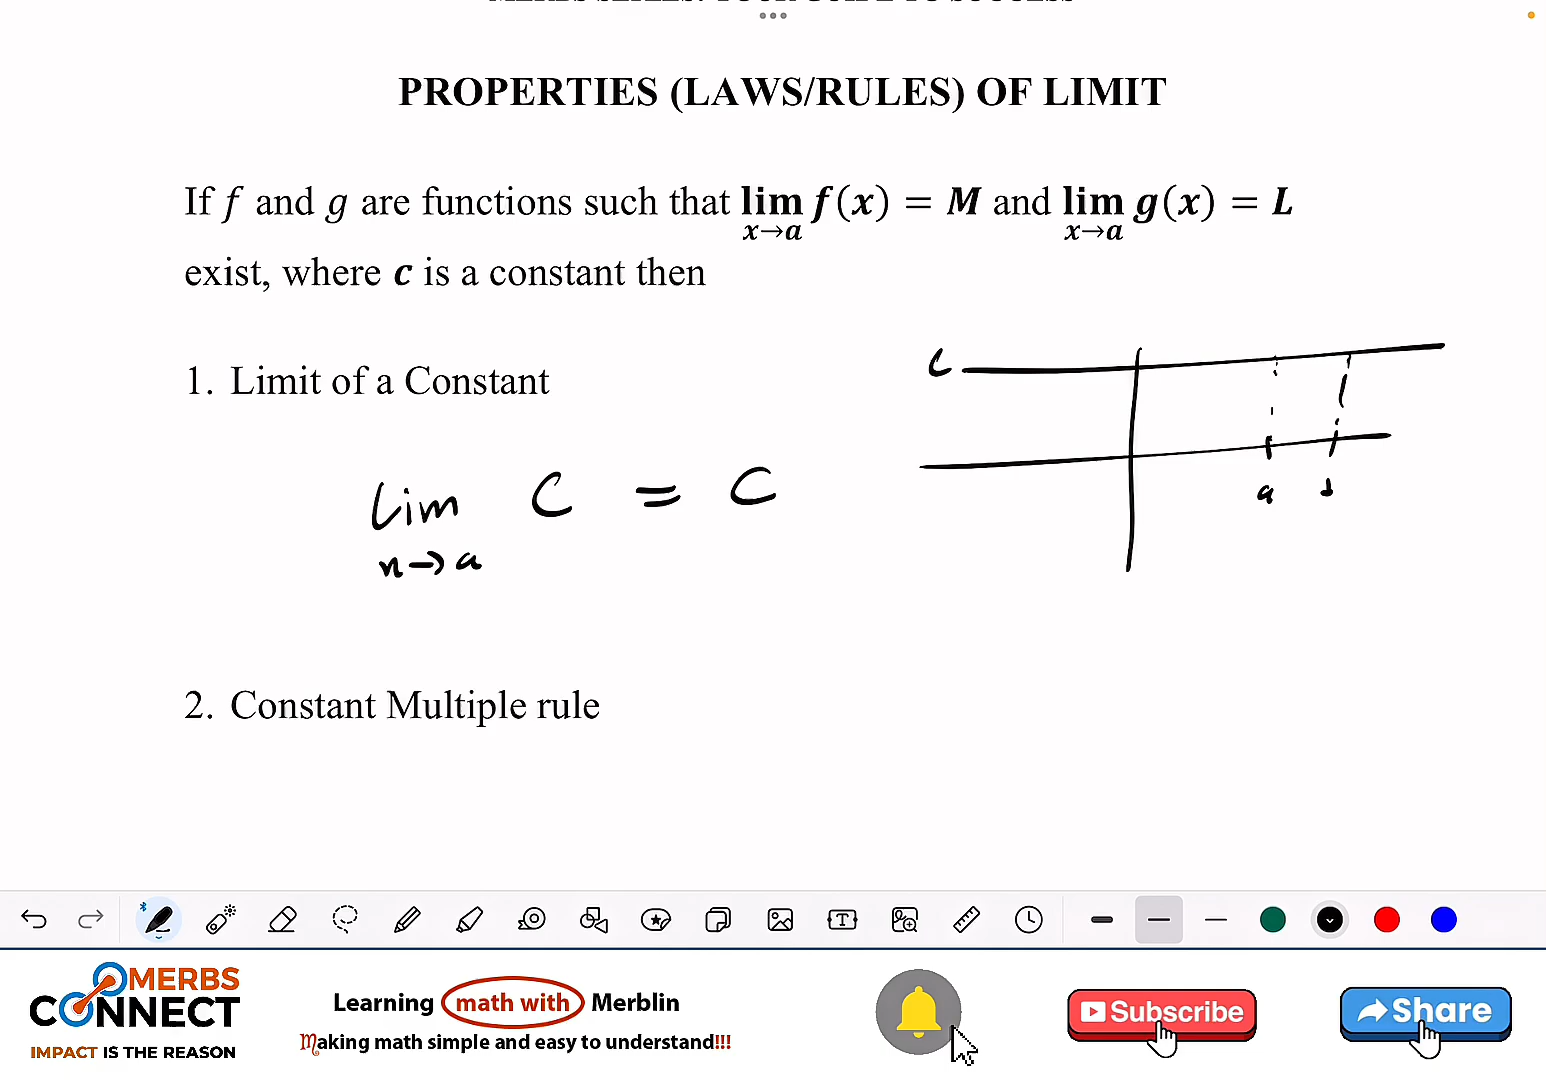 PROPERTIES (LAWS/RULES) OF LIMIT
If f and g are functions such that lim f(x) = M and lim g(x) = L
x→a x→a
exist, where c is a constant then
1. Limit of a Constant
C
lim C = C
x→a
a
2. Constant Multiple rule
T
MERBS
CONNECT
IMPACT IS THE REASON
Learning math with Merblin
Making math simple and easy to understand!!!
Subscribe
Share